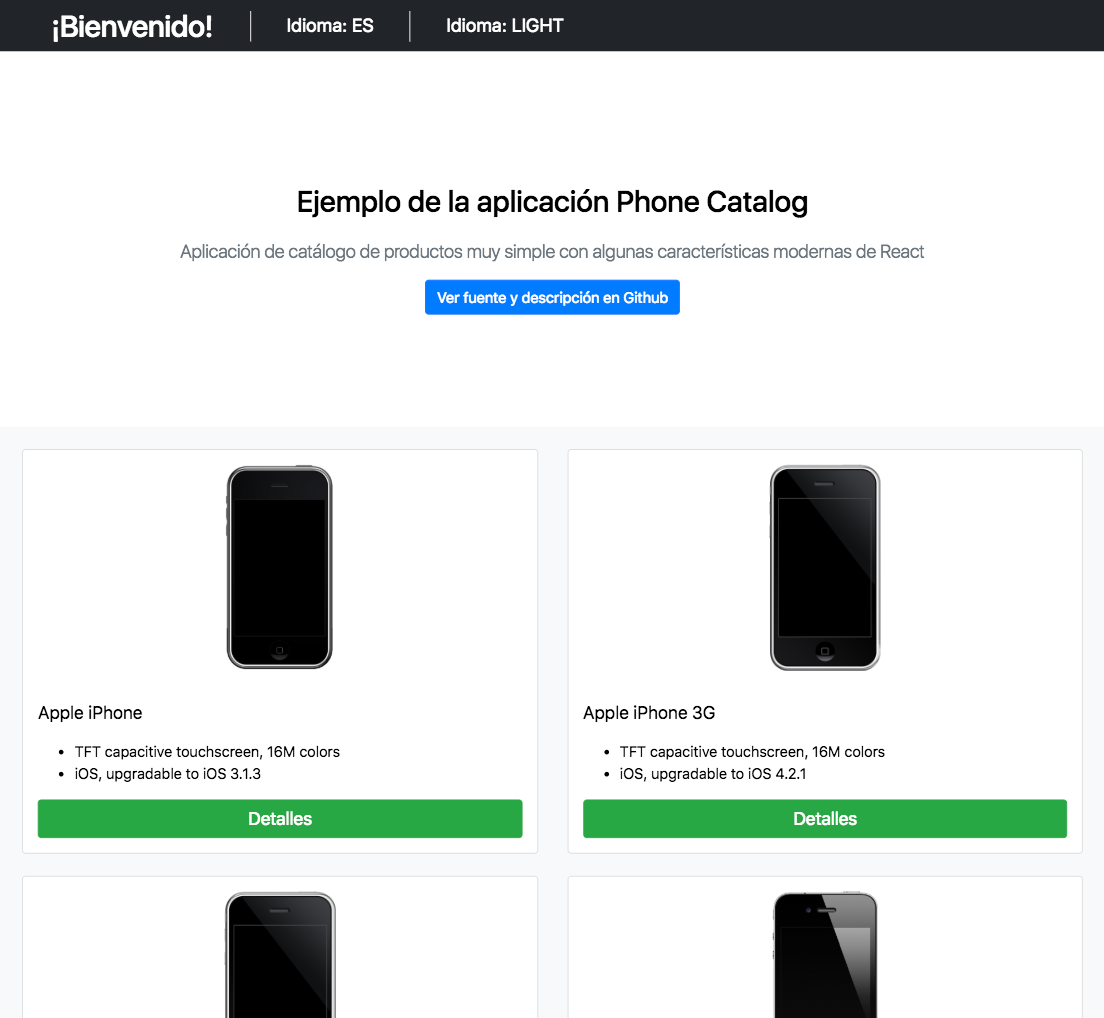 ¡Bienvenido!
Idioma: ES
Idioma: LIGHT
Ejemplo de la aplicación Phone Catalog
Aplicación de catálogo de productos muy simple con algunas características modernas de React
Ver fuente y descripción en Github
Apple iPhone
• TFT capacitive touchscreen, 16M colors
• iOS, upgradable to iOS 3.1.3
Detalles
Apple iPhone 3G
• TFT capacitive touchscreen, 16M colors
• iOS, upgradable to iOS 4.2.1
Detalles